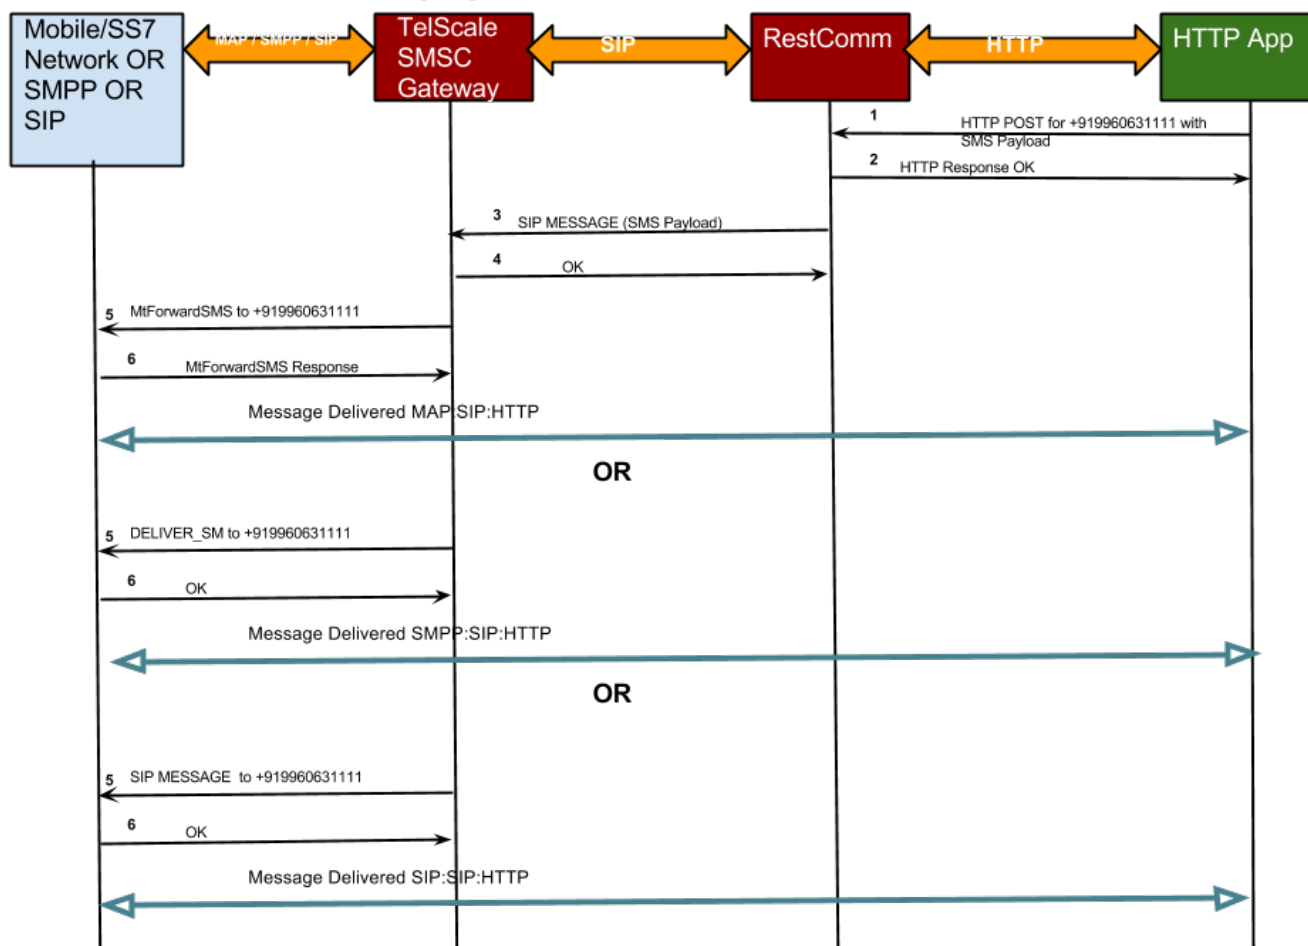 Mobile/SS7
Network OR
SMPP OR
SIP
MAP / SMPP / SIP
TelScale
SMSC
Gateway
SIP
RestComm
HTTP
HTTP App
1
HTTP POST for +919960631111 with
SMS Payload
2
HTTP Response OK
3
SIP MESSAGE (SMS Payload)
4
OK
5
MtForwardSMS to +919960631111
6
MtForwardSMS Response
Message Delivered MAP:SIP:HTTP
OR
5
DELIVER_SM to +919960631111
6
OK
Message Delivered SMPP:SIP:HTTP
OR
5
SIP MESSAGE to +919960631111
6
OK
Message Delivered SIP:SIP:HTTP